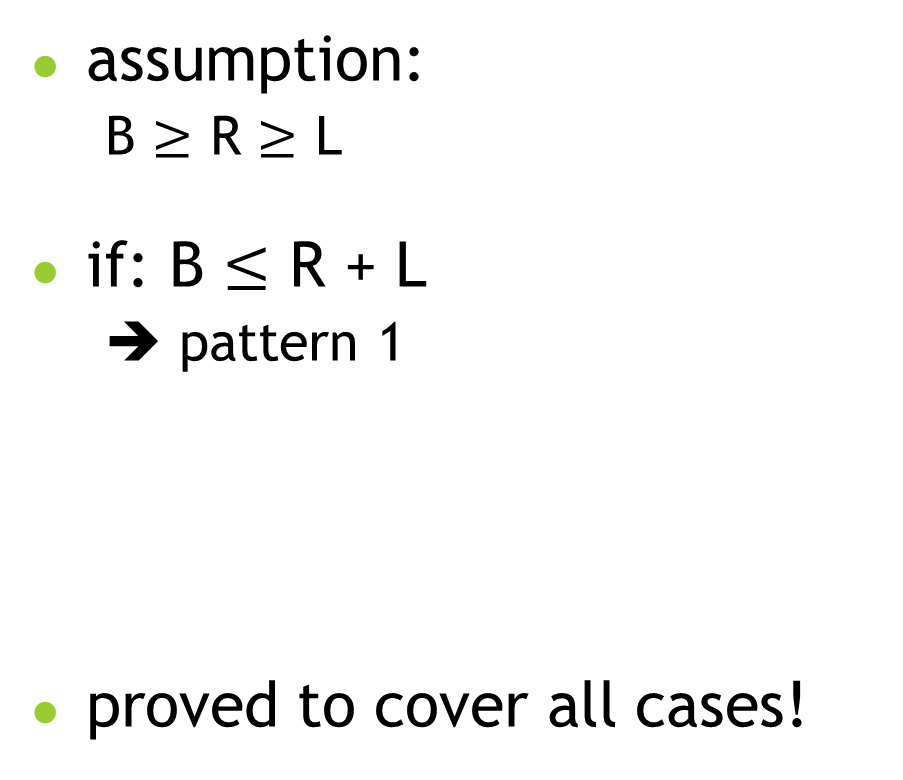 • assumption:
B ≥ R ≥ L
• if: B ≤ R + L
➔ pattern 1
• proved to cover all cases!